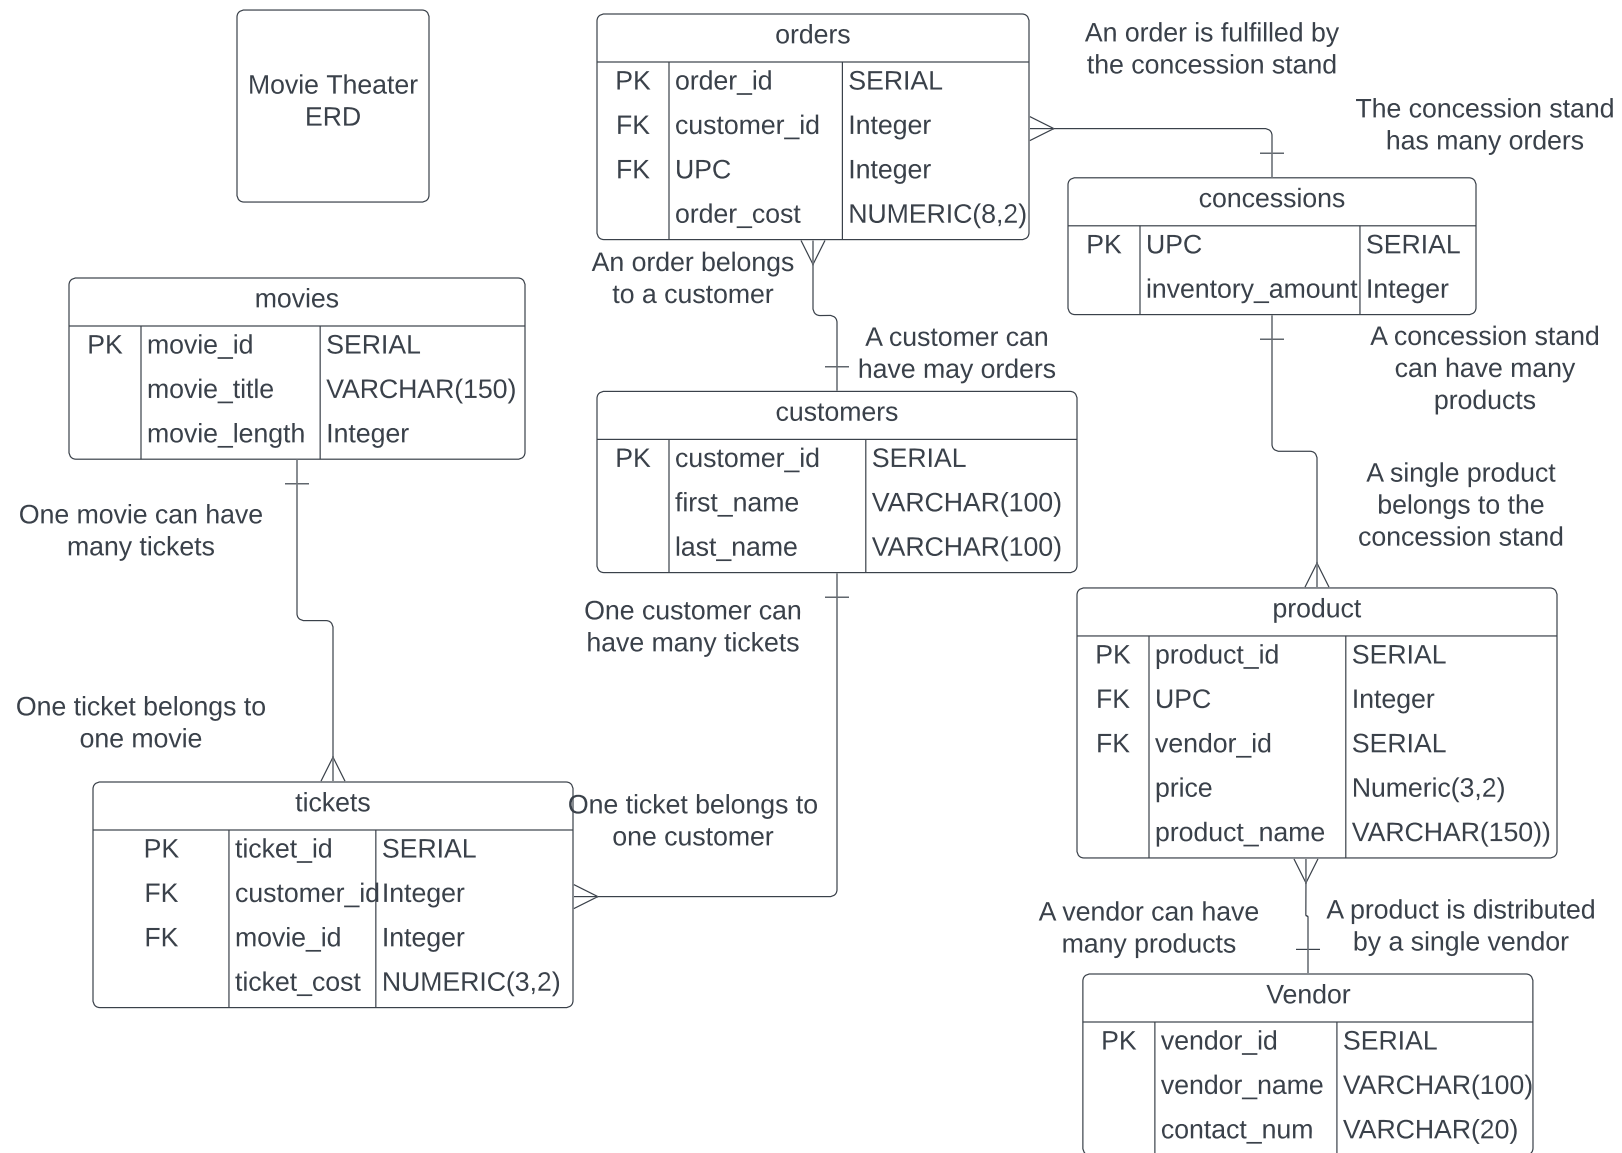 Movie Theater
ERD
orders
PK order_id SERIAL
FK customer_id Integer
FK UPC Integer
order_cost NUMERIC(8,2)
An order is fulfilled by
the concession stand
The concession stand
has many orders
concessions
PK UPC SERIAL
inventory_amount Integer
An order belongs
to a customer
A customer can
have may orders
A concession stand
can have many
products
movies
PK movie_id SERIAL
movie_title VARCHAR(150)
movie_length Integer
customers
PK customer_id SERIAL
first_name VARCHAR(100)
last_name VARCHAR(100)
One movie can have
many tickets
A single product
belongs to the
concession stand
One customer can
have many tickets
product
PK product_id SERIAL
FK UPC Integer
FK vendor_id SERIAL
price Numeric(3,2)
product_name VARCHAR(150))
One ticket belongs to
one movie
tickets
PK ticket_id SERIAL
FK customer_id Integer
FK movie_id Integer
ticket_cost NUMERIC(3,2)
One ticket belongs to
one customer
A vendor can have
many products
A product is distributed
by a single vendor
Vendor
PK vendor_id SERIAL
vendor_name VARCHAR(100)
contact_num VARCHAR(20)